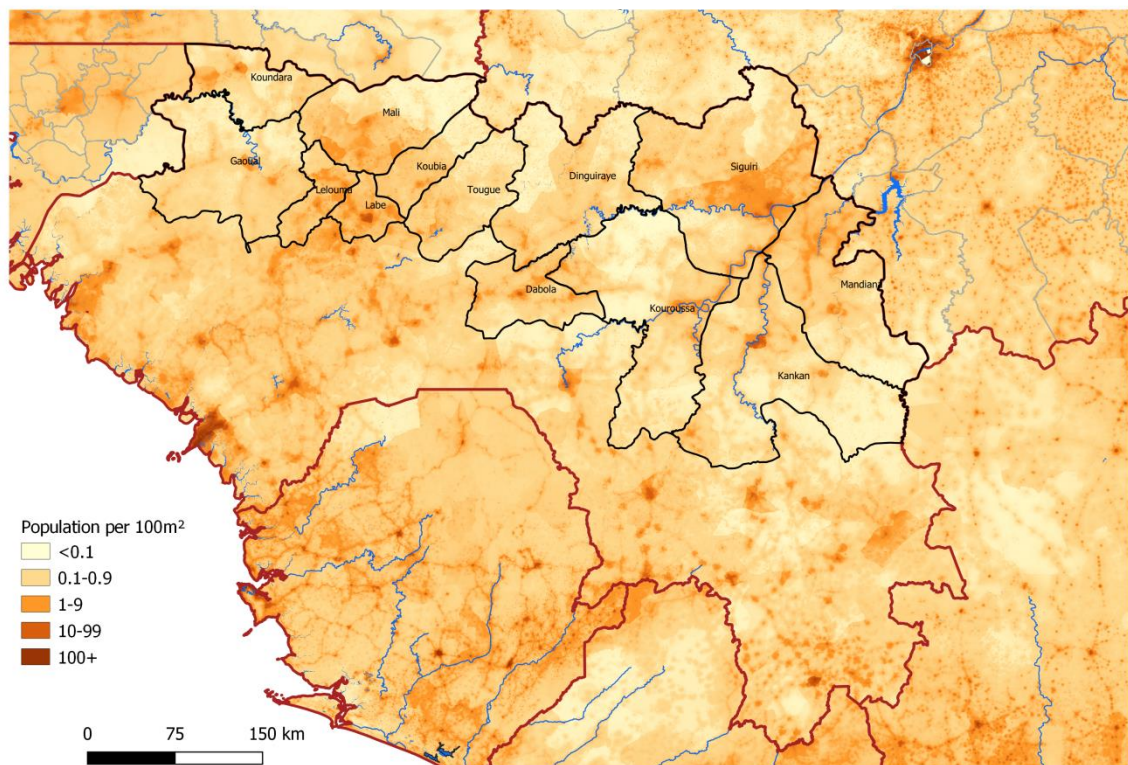 Koundara
Mali
Gaoual
Koubia
Siguiri
Lelouma
Tougue
Dinguiraye
Labe
Dabola
Mandiana
Kouroussa
Kankan
Population per 100m²
<0.1
0.1-0.9
1-9
10-99
100+
0 75 150 km